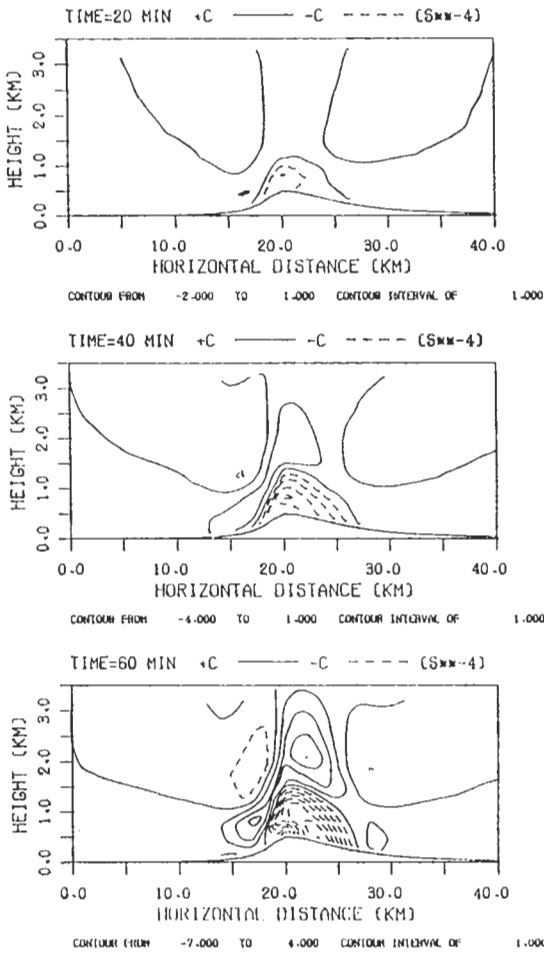 TIME=20 MIN +C ——— -C ---- (S**-4)
HEIGHT (KM)
3.0
2.0
1.0
0.0
0.0 10.0 20.0 30.0 40.0
HORIZONTAL DISTANCE (KM)
CONTOUR FROM -2.000 TO 1.000 CONTOUR INTERVAL OF 1.000
TIME=40 MIN +C ——— -C ---- (S**-4)
HEIGHT (KM)
3.0
2.0
1.0
0.0
0.0 10.0 20.0 30.0 40.0
HORIZONTAL DISTANCE (KM)
CONTOUR FROM -4.000 TO 1.000 CONTOUR INTERVAL OF 1.000
TIME=60 MIN +C ——— -C ---- (S**-4)
HEIGHT (KM)
3.0
2.0
1.0
0.0
0.0 10.0 20.0 30.0 40.0
HORIZONTAL DISTANCE (KM)
CONTOUR FROM -7.000 TO 4.000 CONTOUR INTERVAL OF 1.000